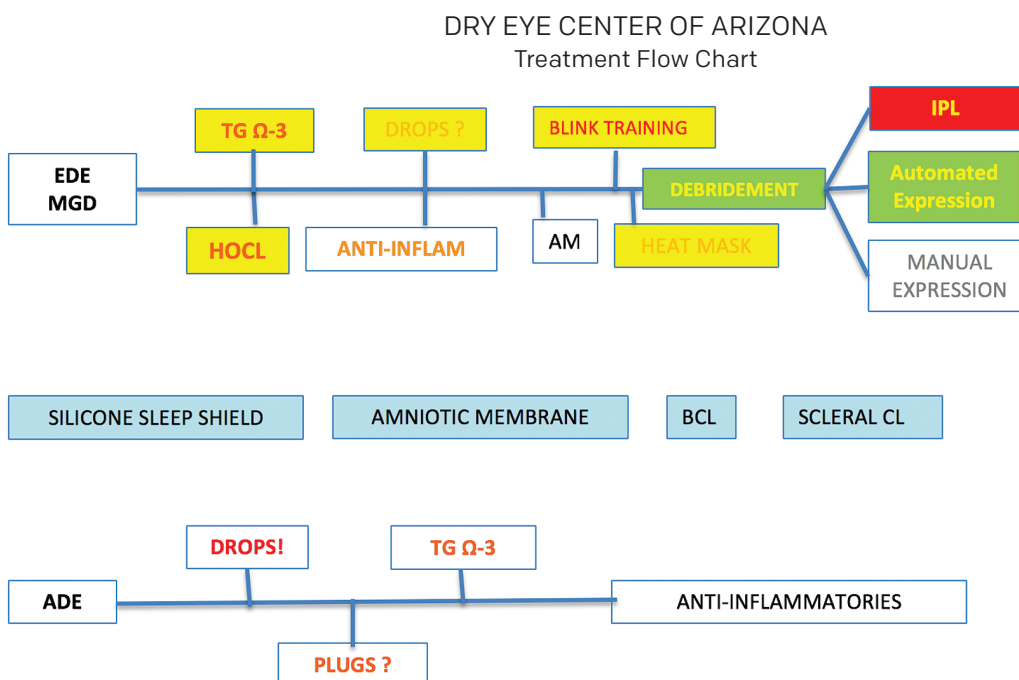 DRY EYE CENTER OF ARIZONA
Treatment Flow Chart
TG Ω-3
DROPS ?
BLINK TRAINING
IPL
EDE
MGD
DEBRIDEMENT
Automated
Expression
HOCL
ANTI-INFLAM
AM
HEAT MASK
MANUAL
EXPRESSION
SILICONE SLEEP SHIELD
AMNIOTIC MEMBRANE
BCL
SCLERAL CL
DROPS!
TG Ω-3
ADE
ANTI-INFLAMMATORIES
PLUGS ?